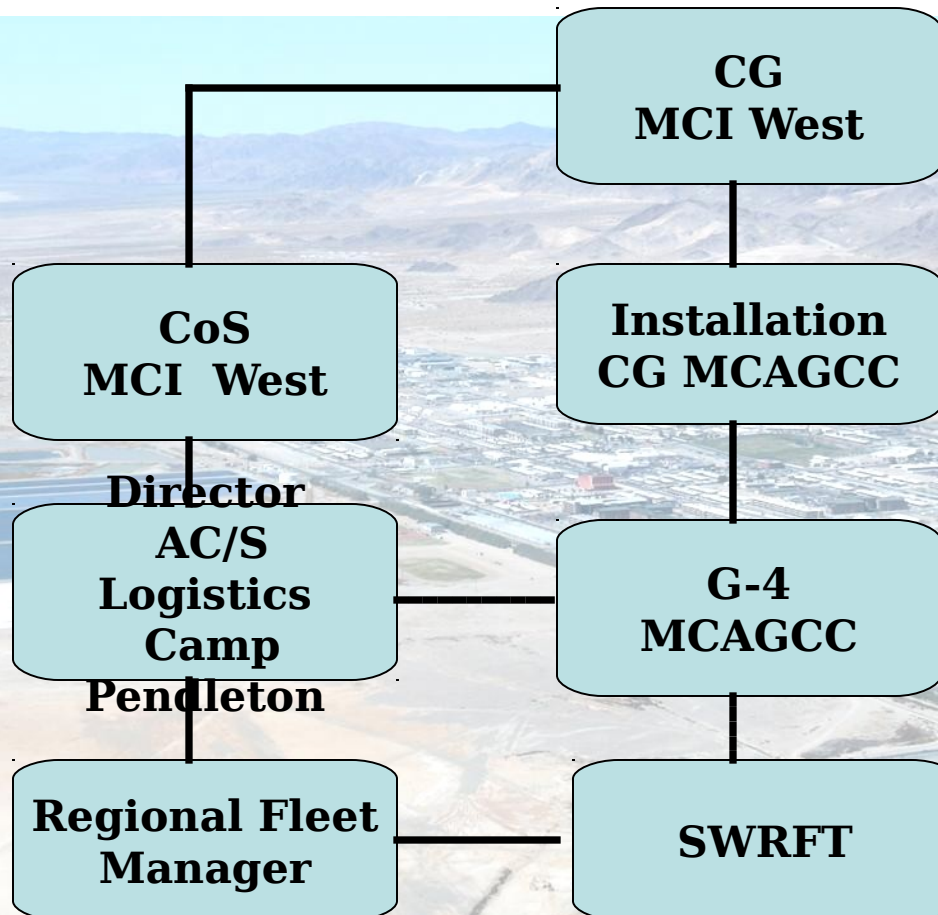 CG
MCI West
CoS
MCI  West
Installation
CG MCAGCC
Director
AC/S
Logistics
Camp
Pendleton
G-4
MCAGCC
Regional Fleet
Manager
SWRFT